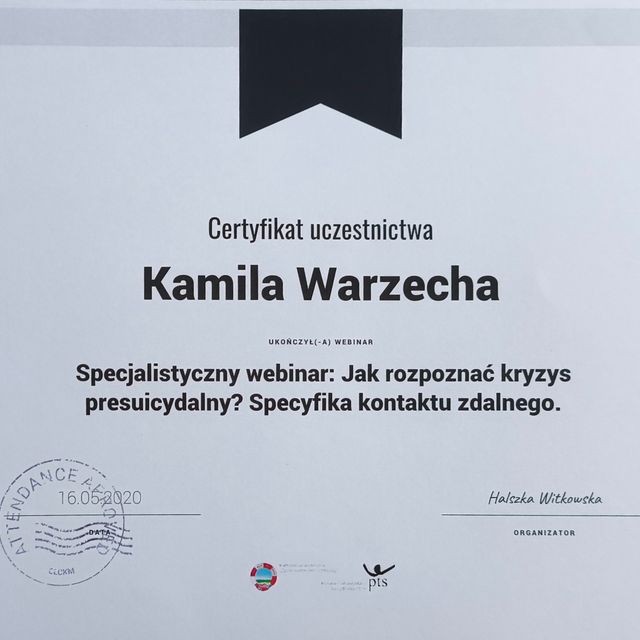 Certyfikat uczestnictwa
Kamila Warzecha
UKOŃCZYŁ(-A) WEBINAR
Specjalistyczny webinar: Jak rozpoznać kryzys
presuicydalny? Specyfika kontaktu zdalnego.
ATTENDANCE
16.05.2020
DATA
CLCKM
Halszka Witkowska
ORGANIZATOR
pts